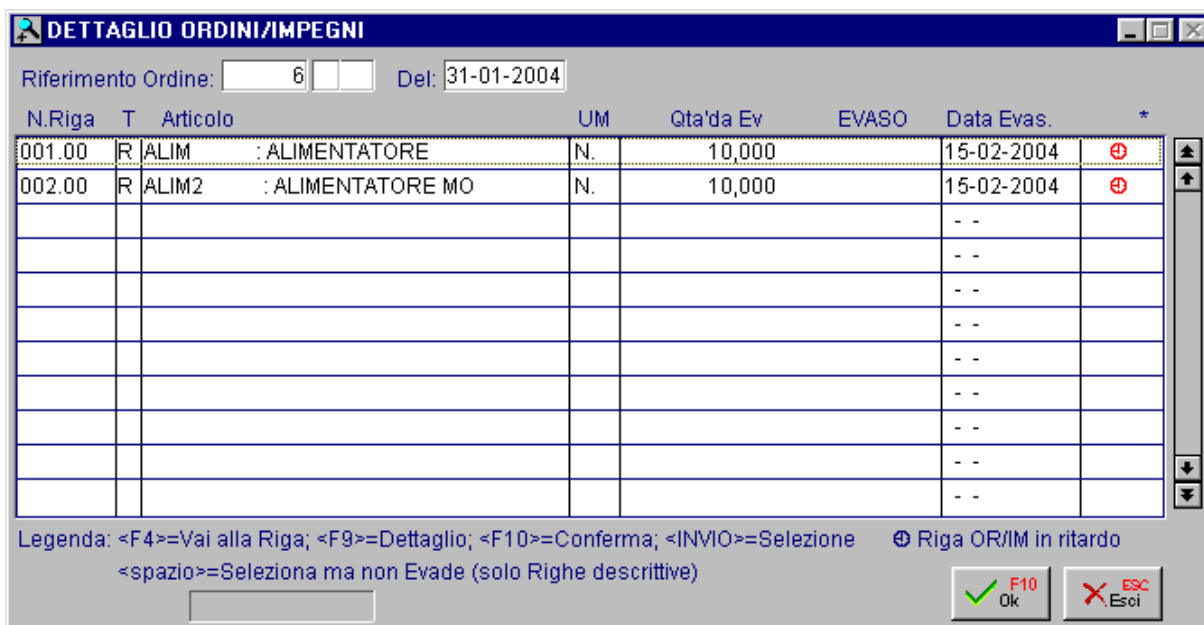 DETTAGLIO ORDINI/IMPEGNI
Riferimento Ordine: 6 Del: 31-01-2004
N.Riga T Articolo UM Qta'da Ev EVASO Data Evas. *
001.00 R ALIM : ALIMENTATORE N. 10,000 15-02-2004
002.00 R ALIM2 : ALIMENTATORE MO N. 10,000 15-02-2004
- -
- -
- -
- -
- -
- -
- -
- -
- -
Legenda: <F4>=Vai alla Riga; <F9>=Dettaglio; <F10>=Conferma; <INVIO>=Selezione Riga OR/IM in ritardo
<spazio>=Seleziona ma non Evade (solo Righe descrittive)
F10 Ok ESC Esci